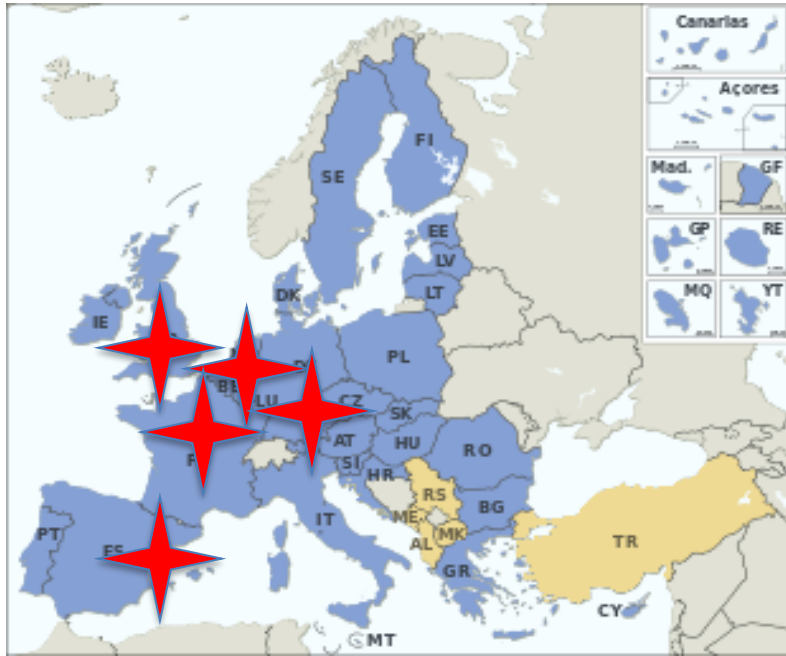 Canarias
Açores
Mad.
GF
GP
RE
MQ
YT
FI
SE
EE
LV
LT
DK
IE
PL
BE
LU
CZ
SK
AT
HU
RO
SI
HR
IT
RS
BG
ME
MK
AL
PT
ES
TR
GR
CY
MT